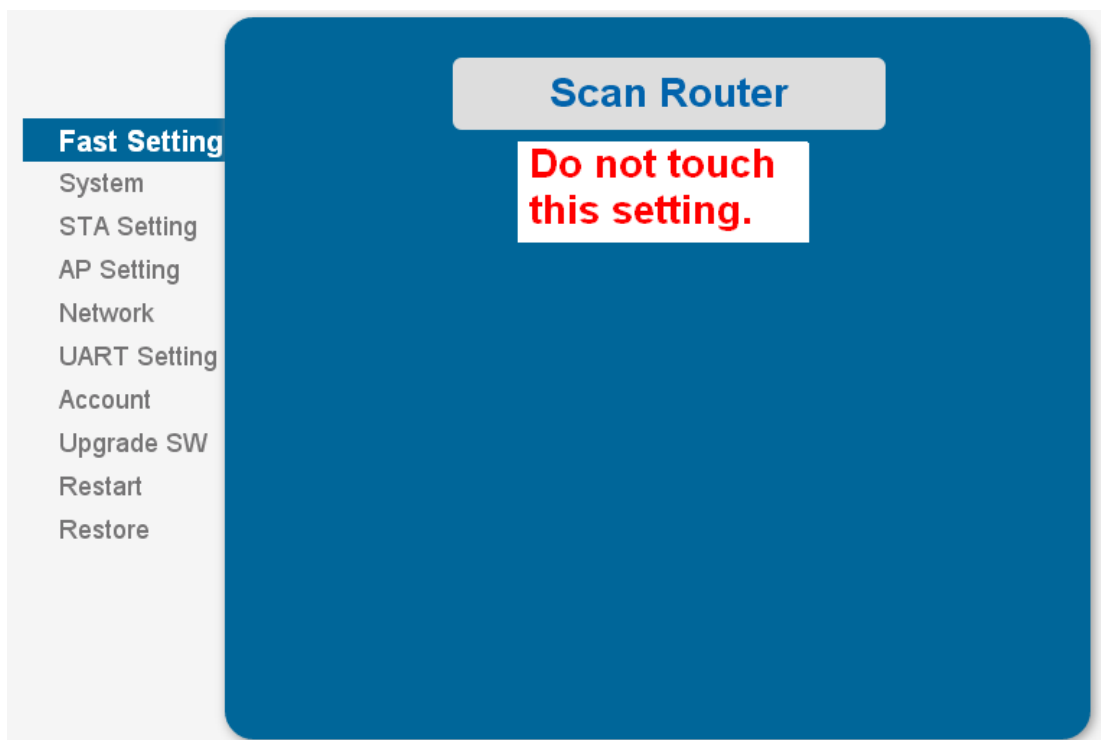 Scan Router
Do not touch
this setting.
Fast Setting
System
STA Setting
AP Setting
Network
UART Setting
Account
Upgrade SW
Restart
Restore